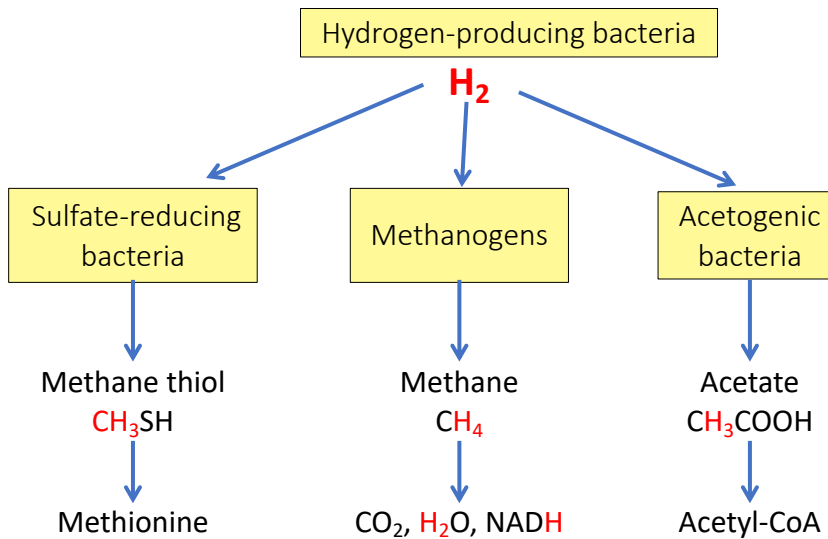 Hydrogen-producing bacteria
H₂
Sulfate-reducing
bacteria
Methanogens
Acetogenic
bacteria
Methane thiol
CH₃SH
Methane
CH₄
Acetate
CH₃COOH
Methionine
CO₂, H₂O, NADH
Acetyl-CoA